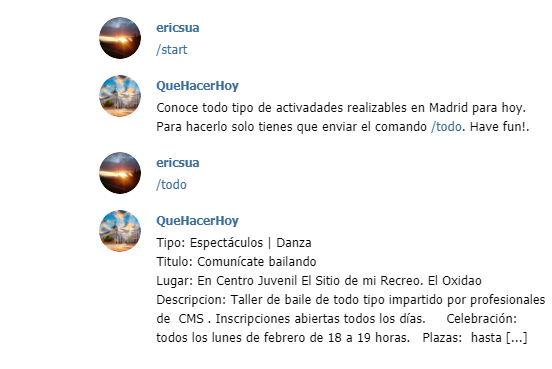 ericsua
/start
QueHacerHoy
Conoce todo tipo de activadades realizables en Madrid para hoy.
Para hacerlo solo tienes que enviar el comando /todo. Have fun!.
ericsua
/todo
QueHacerHoy
Tipo: Espectáculos | Danza
Titulo: Comunícate bailando
Lugar: En Centro Juvenil El Sitio de mi Recreo. El Oxidao
Descripcion: Taller de baile de todo tipo impartido por profesionales
de CMS . Inscripciones abiertas todos los días. Celebración:
todos los lunes de febrero de 18 a 19 horas. Plazas: hasta [...]